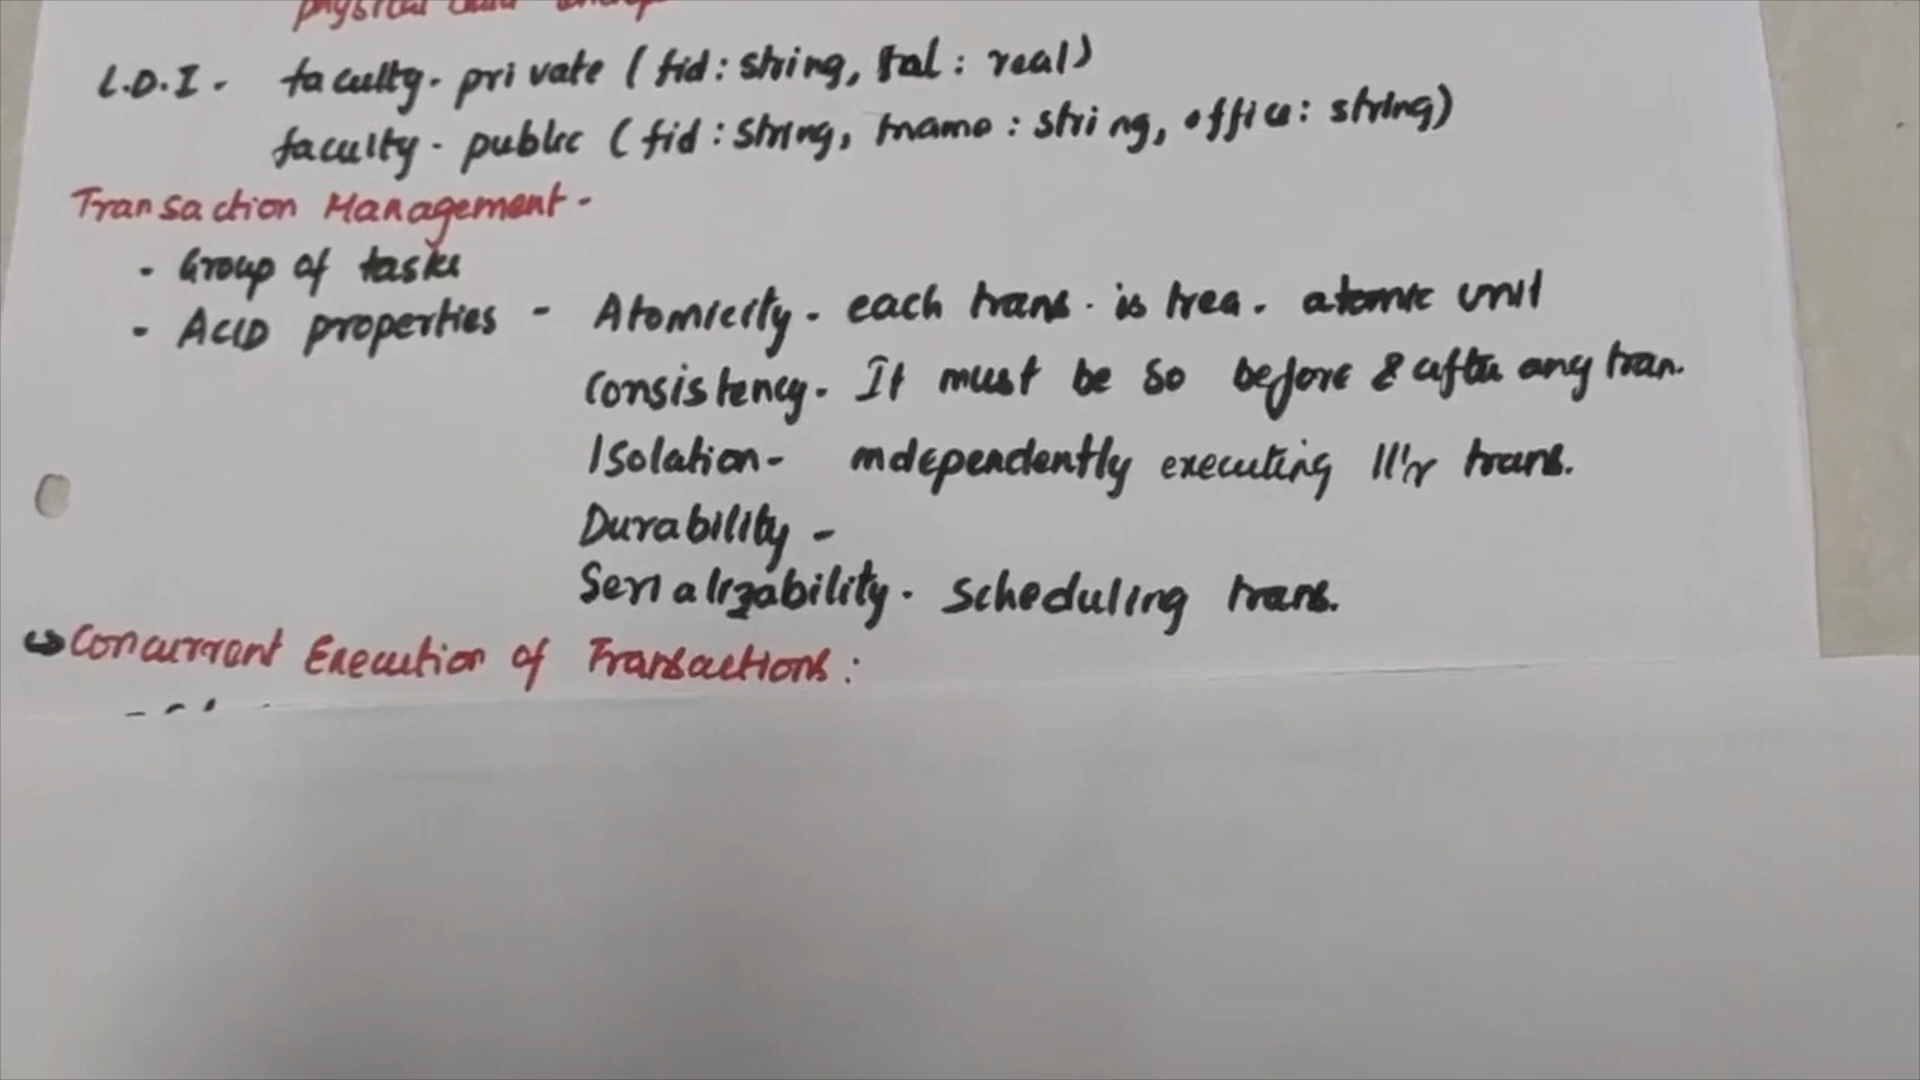 physical data
L.D.I. faculty. private (fid: string, sal: real)
faculty - public (fid: string, fname: string, office: string)
Transaction Management -
- Group of tasks
- ACID properties - Atomicity - each trans. is trea. atomic unit
Consistency. It must be so before & after any tran.
Isolation - independently executing ||'r trans.
Durability -
Serializability. Scheduling trans.
↪ Concurrent Execution of Transactions: